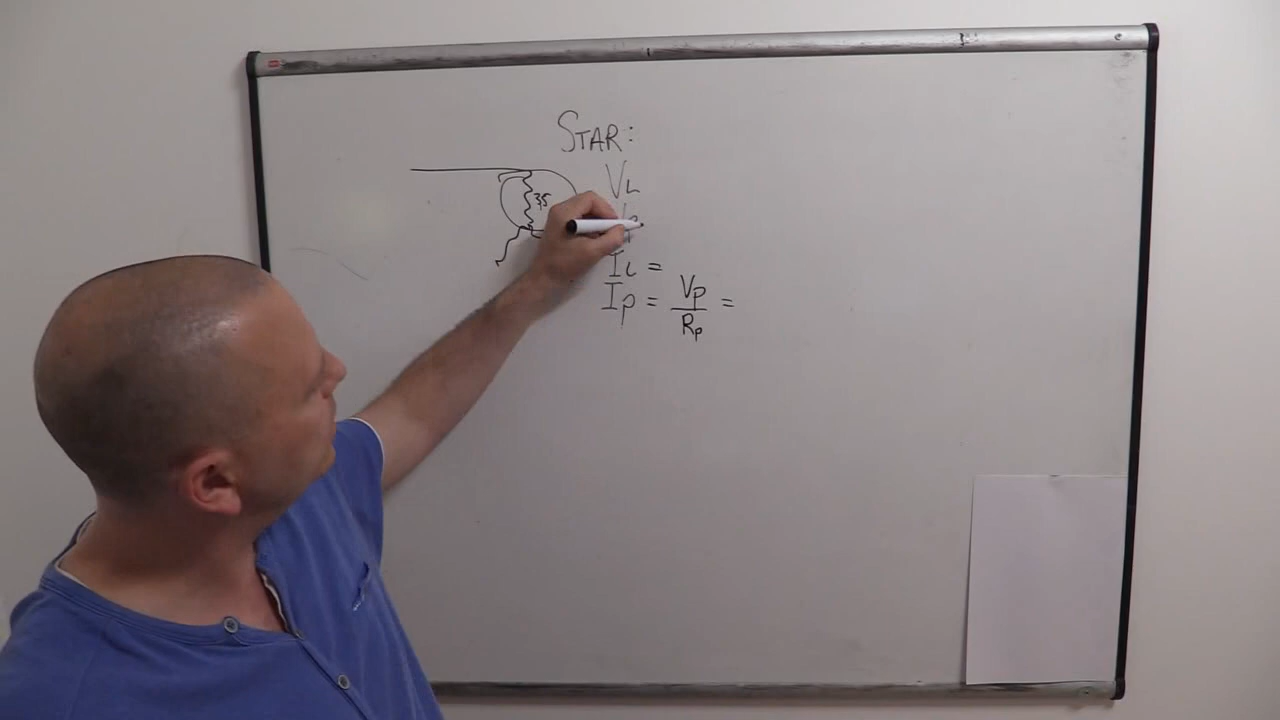 STAR:
VL
35
IL =
IP = VP / RP =